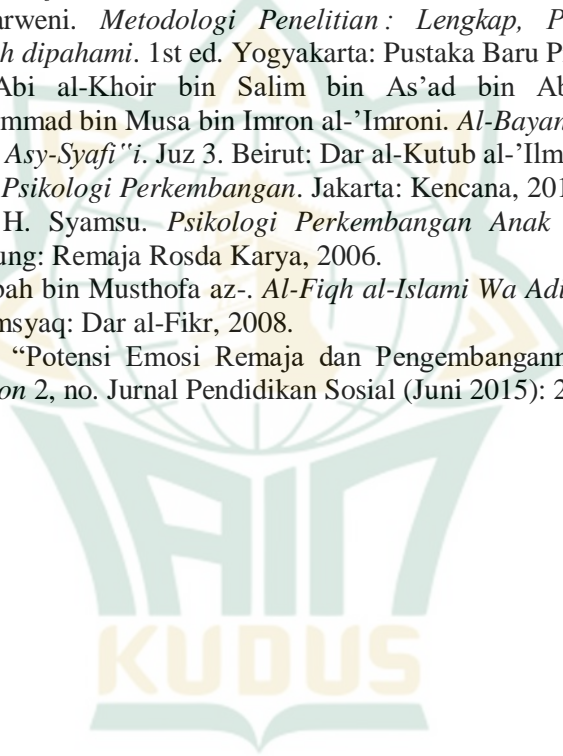 arweni. Metodologi Penelitian : Lengkap, P
h dipahami. 1st ed. Yogyakarta: Pustaka Baru P
Abi al-Khoir bin Salim bin As’ad bin Ab
mmad bin Musa bin Imron al-’Imroni. Al-Bayan
Asy-Syafi‟i. Juz 3. Beirut: Dar al-Kutub al-’Ilm
Psikologi Perkembangan. Jakarta: Kencana, 201
H. Syamsu. Psikologi Perkembangan Anak
ung: Remaja Rosda Karya, 2006.
bah bin Musthofa az-. Al-Fiqh al-Islami Wa Adi
msyaq: Dar al-Fikr, 2008.
“Potensi Emosi Remaja dan Pengembangann
on 2, no. Jurnal Pendidikan Sosial (Juni 2015): 2
IAIN
KUDUS